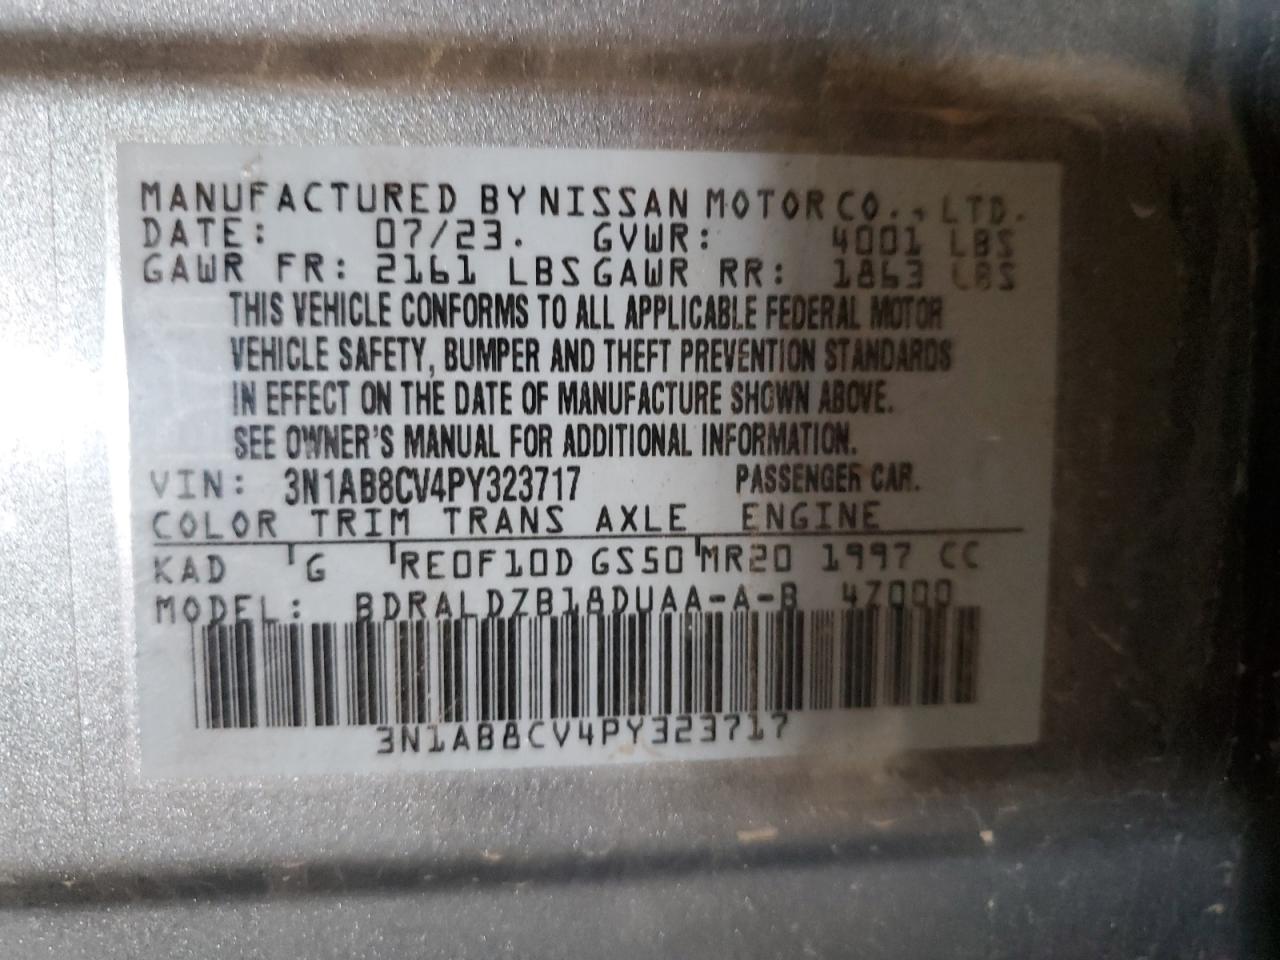 MANUFACTURED BY NISSAN MOTOR CO., LTD.
DATE: 07/23. GVWR: 4001 LBS
GAWR FR: 2161 LBS GAWR RR: 1863 LBS
THIS VEHICLE CONFORMS TO ALL APPLICABLE FEDERAL MOTOR
VEHICLE SAFETY, BUMPER AND THEFT PREVENTION STANDARDS
IN EFFECT ON THE DATE OF MANUFACTURE SHOWN ABOVE.
SEE OWNER'S MANUAL FOR ADDITIONAL INFORMATION.
VIN: 3N1AB8CV4PY323717 PASSENGER CAR.
COLOR TRIM TRANS AXLE ENGINE
KAD G RE0F10D GS50 MR20 1997 CC
MODEL: BDRALDZB18DUAA-A-B 47000
3N1AB8CV4PY323717